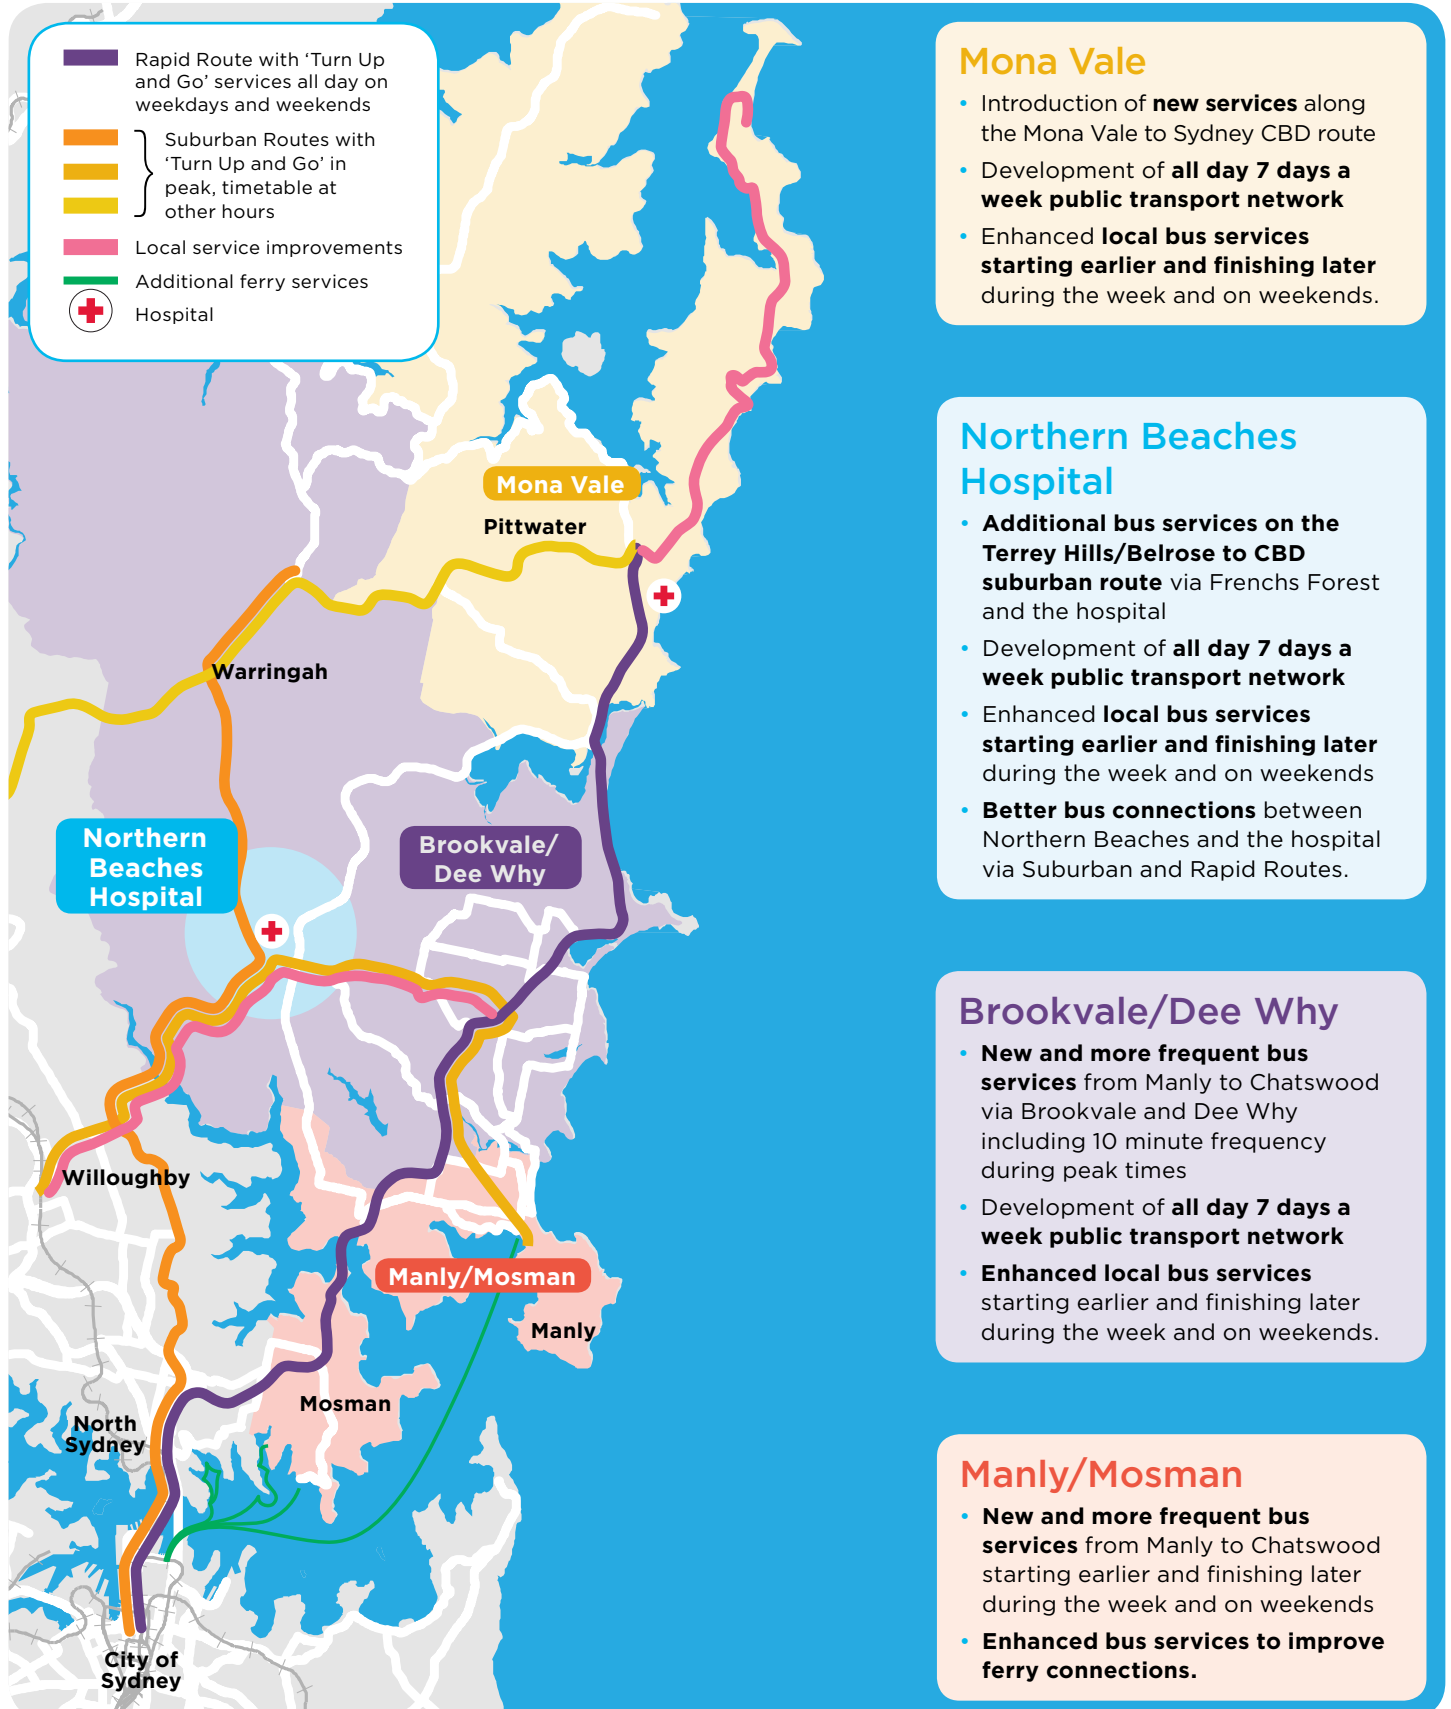 Rapid Route with ‘Turn Up
and Go’ services all day on
weekdays and weekends
Suburban Routes with
‘Turn Up and Go’ in
peak, timetable at
other hours
Local service improvements
Additional ferry services
Hospital
Mona Vale
Pittwater
Warringah
Northern
Beaches
Hospital
Brookvale/
Dee Why
Willoughby
Manly/Mosman
Manly
Mosman
North
Sydney
City of
Sydney
Mona Vale
• Introduction of new services along
the Mona Vale to Sydney CBD route
• Development of all day 7 days a
week public transport network
• Enhanced local bus services
starting earlier and finishing later
during the week and on weekends.
Northern Beaches
Hospital
• Additional bus services on the
Terrey Hills/Belrose to CBD
suburban route via Frenchs Forest
and the hospital
• Development of all day 7 days a
week public transport network
• Enhanced local bus services
starting earlier and finishing later
during the week and on weekends
• Better bus connections between
Northern Beaches and the hospital
via Suburban and Rapid Routes.
Brookvale/Dee Why
• New and more frequent bus
services from Manly to Chatswood
via Brookvale and Dee Why
including 10 minute frequency
during peak times
• Development of all day 7 days a
week public transport network
• Enhanced local bus services
starting earlier and finishing later
during the week and on weekends.
Manly/Mosman
• New and more frequent bus
services from Manly to Chatswood
starting earlier and finishing later
during the week and on weekends
• Enhanced bus services to improve
ferry connections.